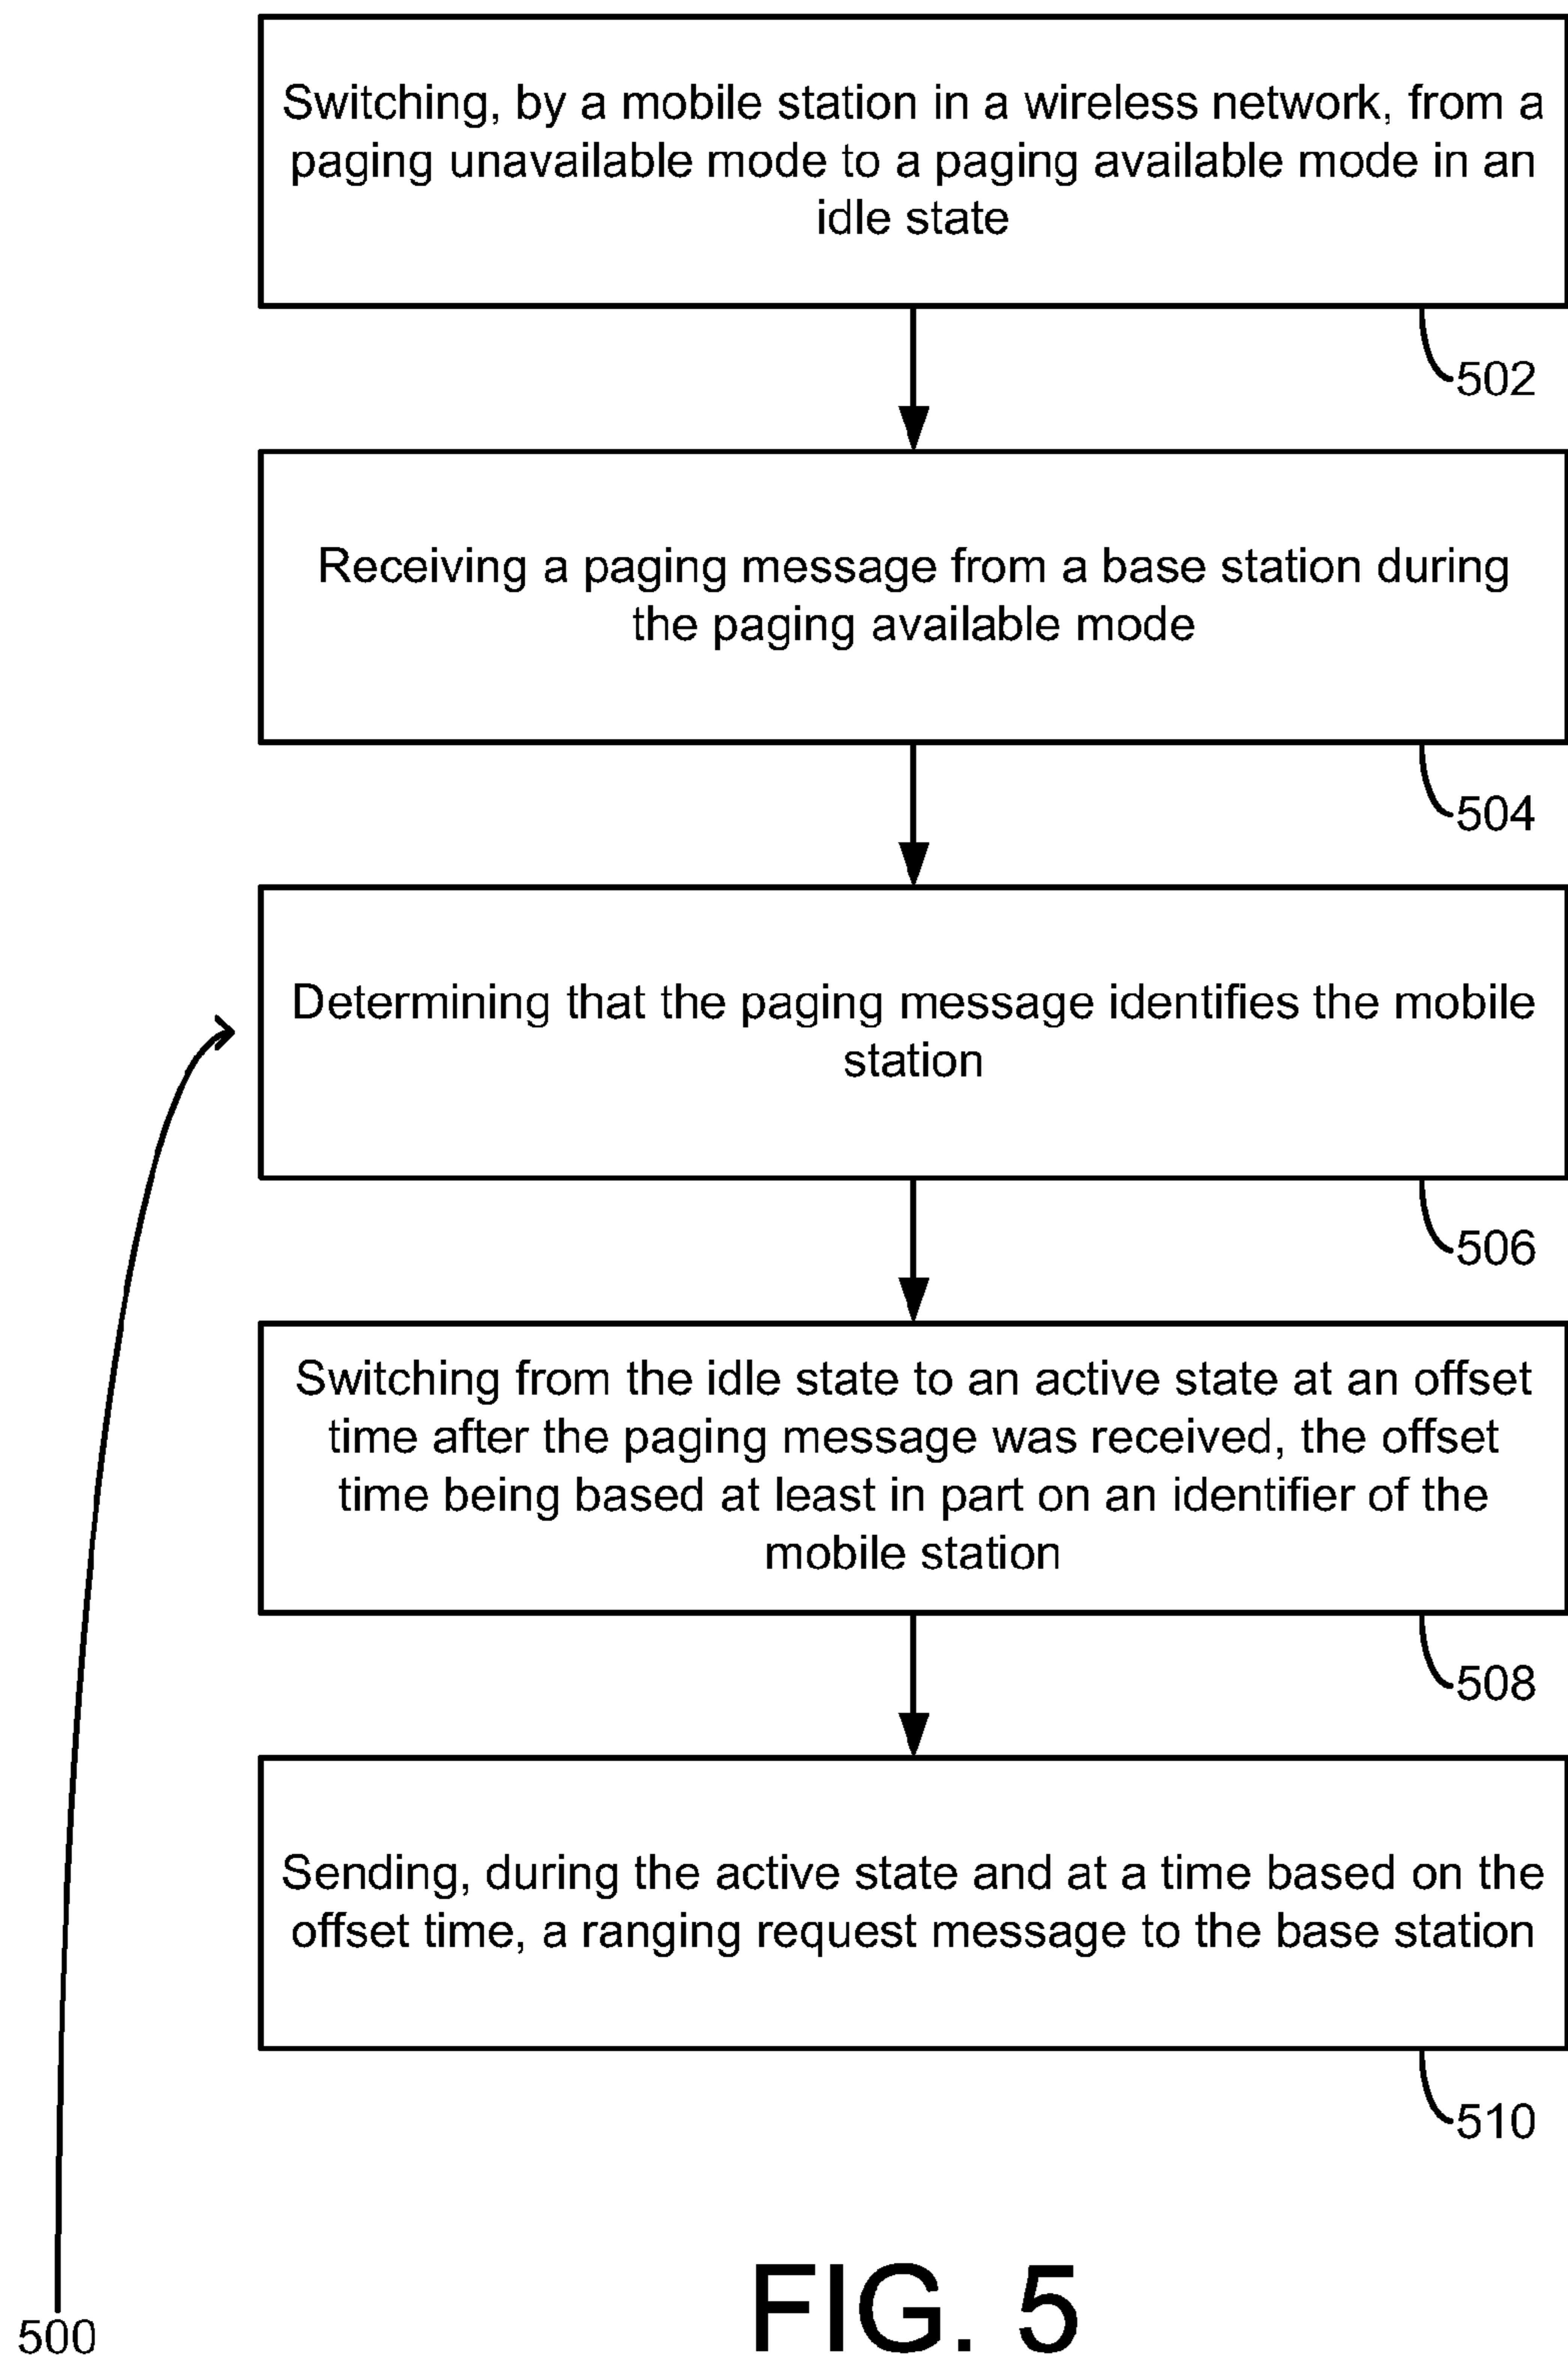 Switching, by a mobile station in a wireless network, from a
paging unavailable mode to a paging available mode in an
idle state
502
Receiving a paging message from a base station during
the paging available mode
504
Determining that the paging message identifies the mobile
station
506
Switching from the idle state to an active state at an offset
time after the paging message was received, the offset
time being based at least in part on an identifier of the
mobile station
508
Sending, during the active state and at a time based on the
offset time, a ranging request message to the base station
510
500
FIG. 5